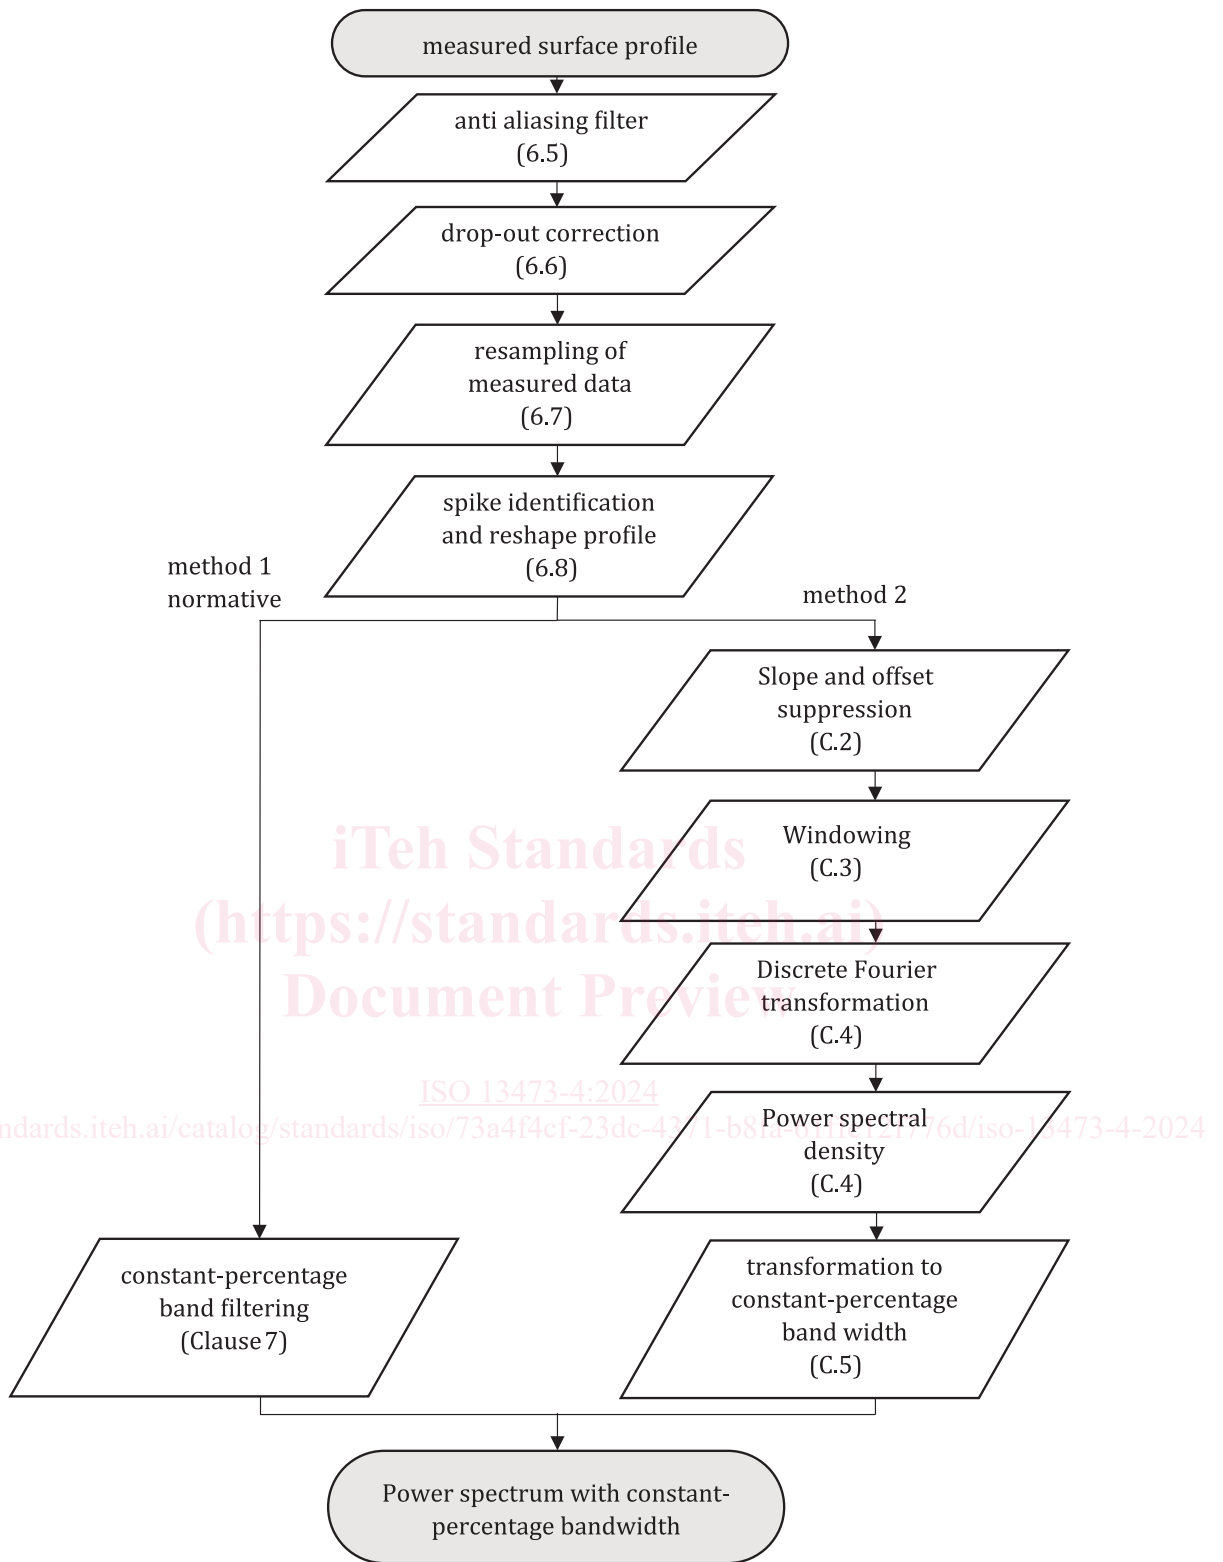 measured surface profile
anti aliasing filter
(6.5)
drop-out correction
(6.6)
resampling of
measured data
(6.7)
spike identification
and reshape profile
(6.8)
method 1
normative
method 2
Slope and offset
suppression
(C.2)
Windowing
(C.3)
iTeh Standards
(https://standards.iteh.ai)
Document Preview
Discrete Fourier
transformation
(C.4)
ISO 13473-4:2024
Power spectral
density
(C.4)
constant-percentage
band filtering
(Clause 7)
transformation to
constant-percentage
band width
(C.5)
Power spectrum with constant-
percentage bandwidth